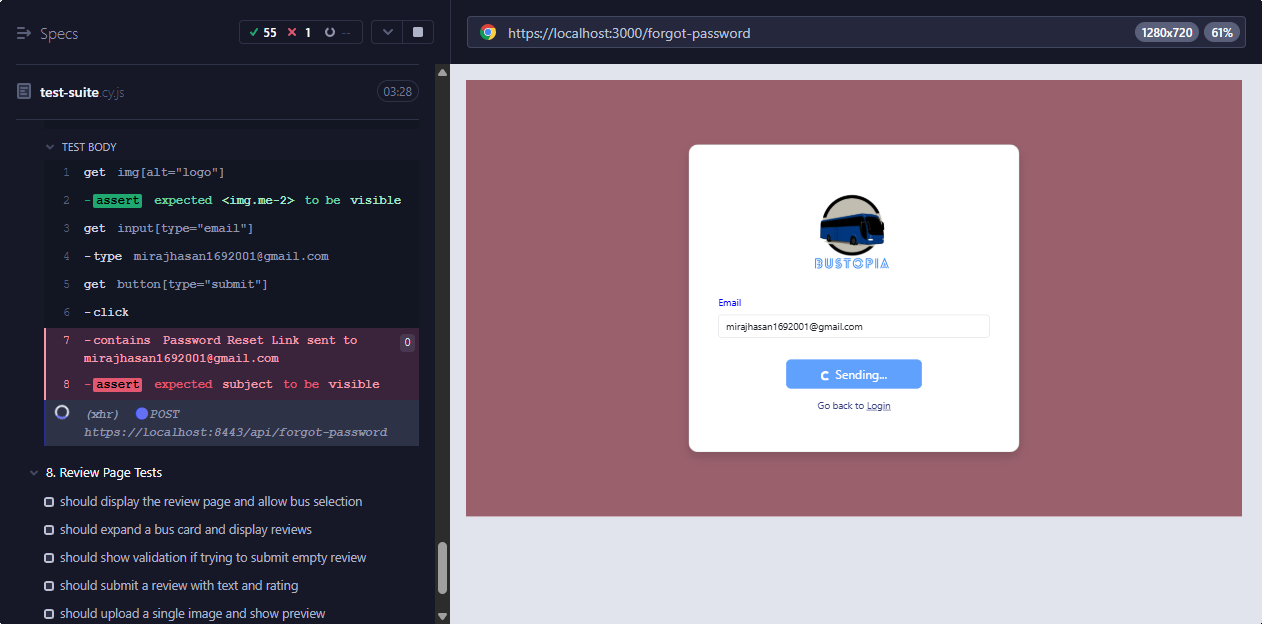 Specs
55 1 --
test-suite.cy.js 03:28
TEST BODY
1 get img[alt="logo"]
2 -assert expected <img.me-2> to be visible
3 get input[type="email"]
4 -type mirajhasan1692001@gmail.com
5 get button[type="submit"]
6 -click
7 -contains Password Reset Link sent to 0
mirajhasan1692001@gmail.com
8 -assert expected subject to be visible
(xhr) POST
https://localhost:8443/api/forgot-password
8. Review Page Tests
should display the review page and allow bus selection
should expand a bus card and display reviews
should show validation if trying to submit empty review
should submit a review with text and rating
should upload a single image and show preview
https://localhost:3000/forgot-password 1280x720 61%
BUSTOPIA
Email
mirajhasan1692001@gmail.com
Sending...
Go back to Login